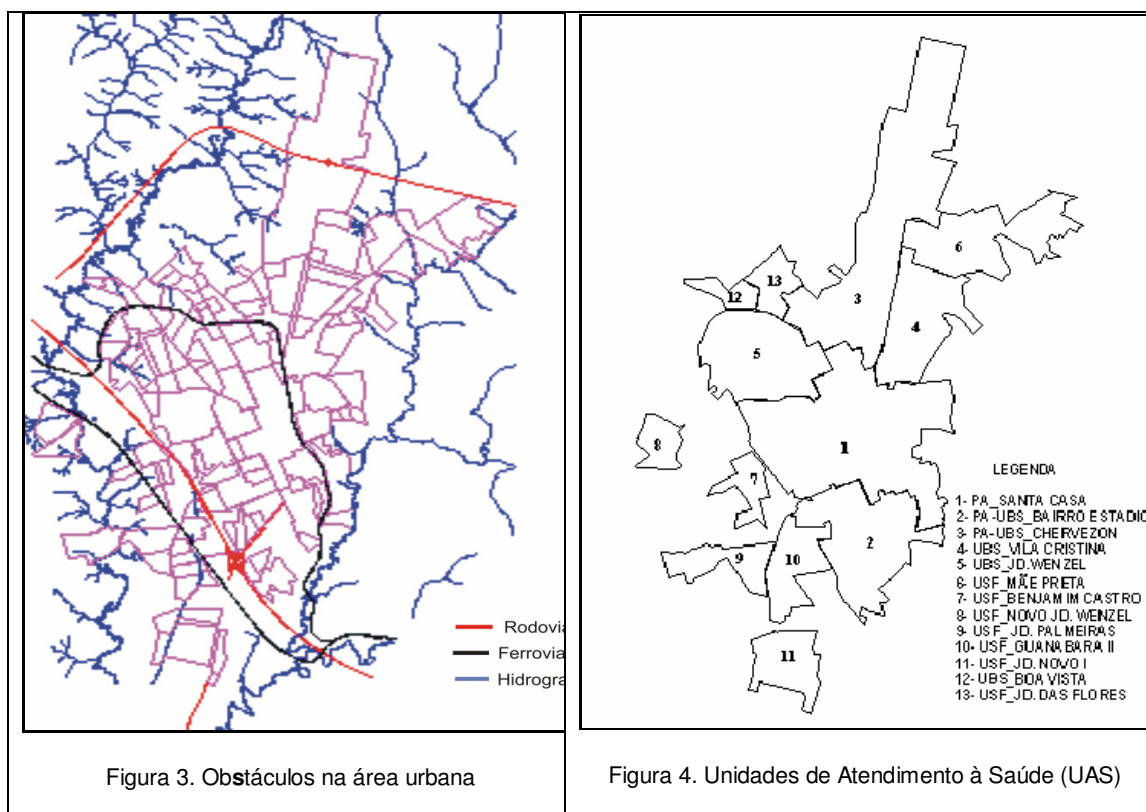 Rodovia
Ferrovia
Hidrogra
Figura 3. Obstáculos na área urbana
6
13
12
3
4
5
8
1
7
9
10
2
11
LEGENDA
1- PA_SANTA CASA
2- PA-UBS_BAIRRO ESTADIO
3- PA-UBS_CHERVEZON
4- UBS_VILA CRISTINA
5- UBS_JD.WENZEL
6- USF_MÃE PRETA
7- USF_BENJAMIM CASTRO
8- USF_NOVO JD. WENZEL
9- USF_JD. PALMEIRAS
10- USF_GUANABARA II
11- USF_JD. NOVO I
12- UBS_BOA VISTA
13- USF_JD. DAS FLORES
Figura 4. Unidades de Atendimento à Saúde (UAS)